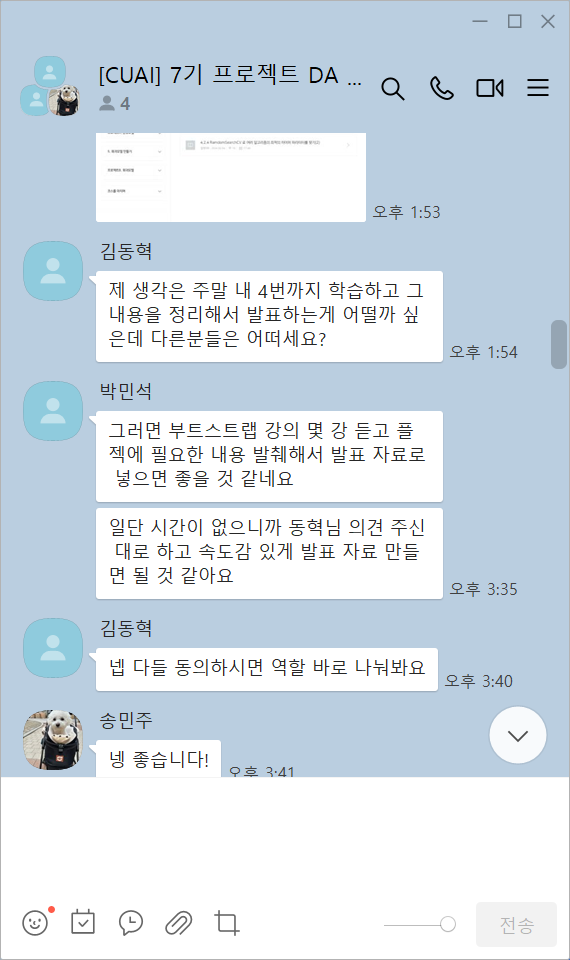 [CUAI] 7기 프로젝트 DA ...
4
오후 1:53
김동혁
제 생각은 주말 내 4번까지 학습하고 그
내용을 정리해서 발표하는게 어떨까 싶
은데 다른분들은 어떠세요?
오후 1:54
박민석
그러면 부트스트랩 강의 몇 강 듣고 플
젝에 필요한 내용 발췌해서 발표 자료로
넣으면 좋을 것 같네요
일단 시간이 없으니까 동혁님 의견 주신
대로 하고 속도감 있게 발표 자료 만들
면 될 것 같아요
오후 3:35
김동혁
넵 다들 동의하시면 역할 바로 나눠봐요
오후 3:40
송민주
넹 좋습니다!
오후 3:41
전송